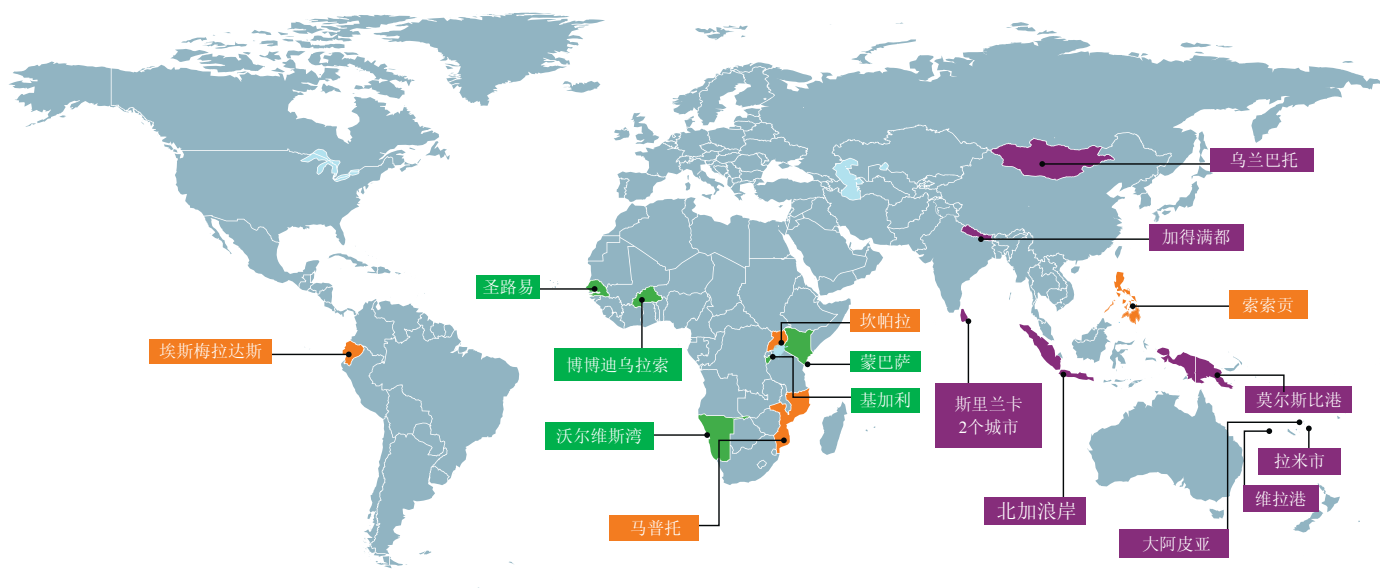 乌兰巴托
加得满都
圣路易
索索贡
坎帕拉
埃斯梅拉达斯
博博迪乌拉索
蒙巴萨
基加利
莫尔斯比港
斯里兰卡
2个城市
沃尔维斯湾
拉米市
维拉港
北加浪岸
马普托
大阿皮亚